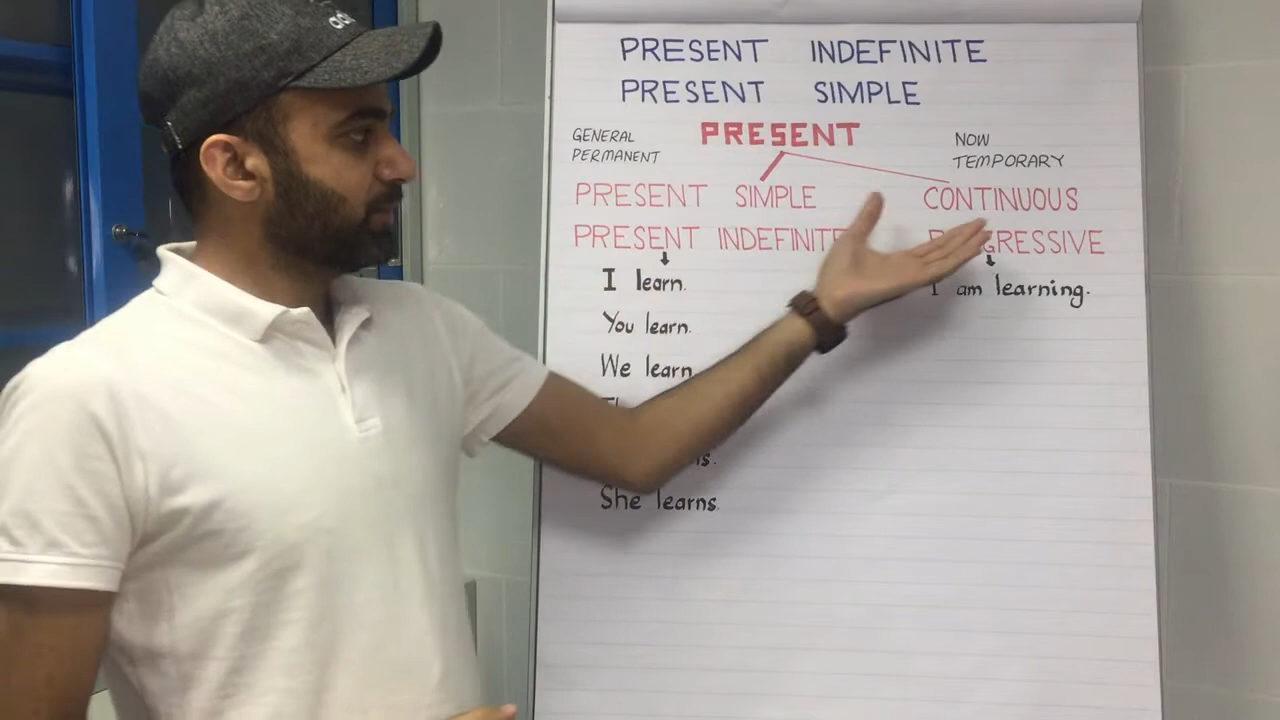 PRESENT INDEFINITE
PRESENT SIMPLE
PRESENT
GENERAL
PERMANENT
NOW
TEMPORARY
PRESENT SIMPLE
CONTINUOUS
PRESENT INDEFINITE
I learn.
I am learning.
You learn.
We learn
She learns.